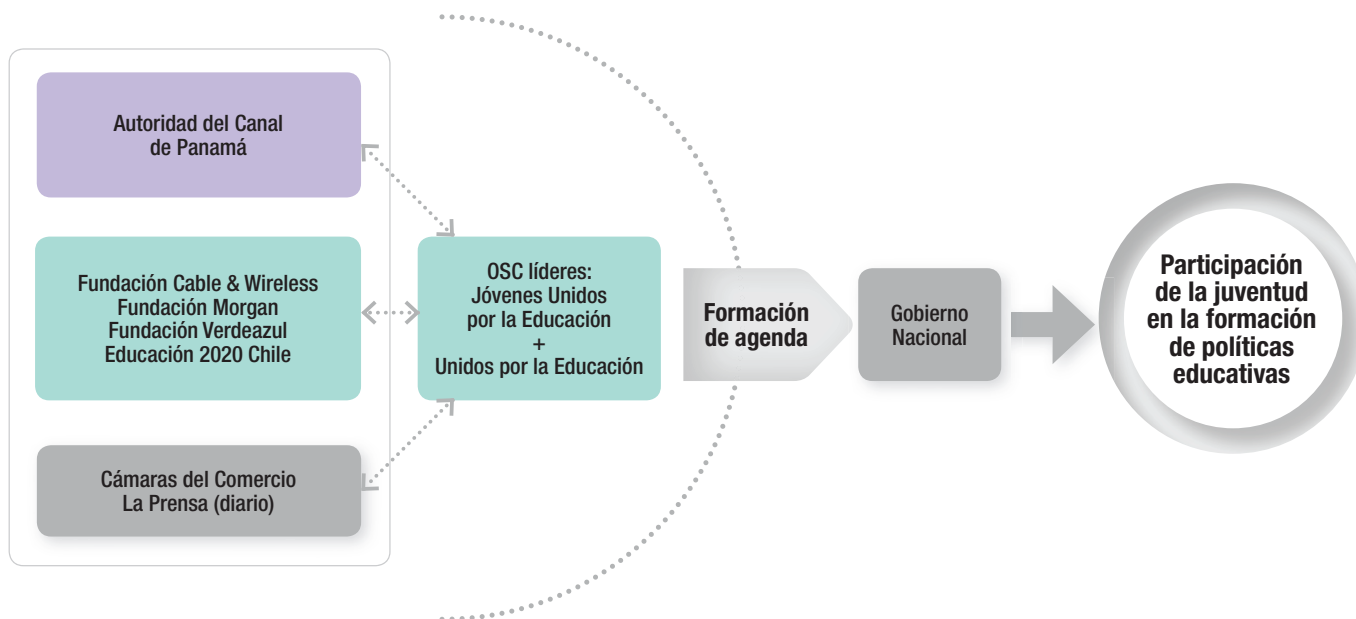 Autoridad del Canal
de Panamá
Fundación Cable & Wireless
Fundación Morgan
Fundación Verdeazul
Educación 2020 Chile
Cámaras del Comercio
La Prensa (diario)
OSC líderes:
Jóvenes Unidos
por la Educación
+
Unidos por la Educación
Formación
de agenda
Gobierno
Nacional
Participación
de la juventud
en la formación
de políticas
educativas